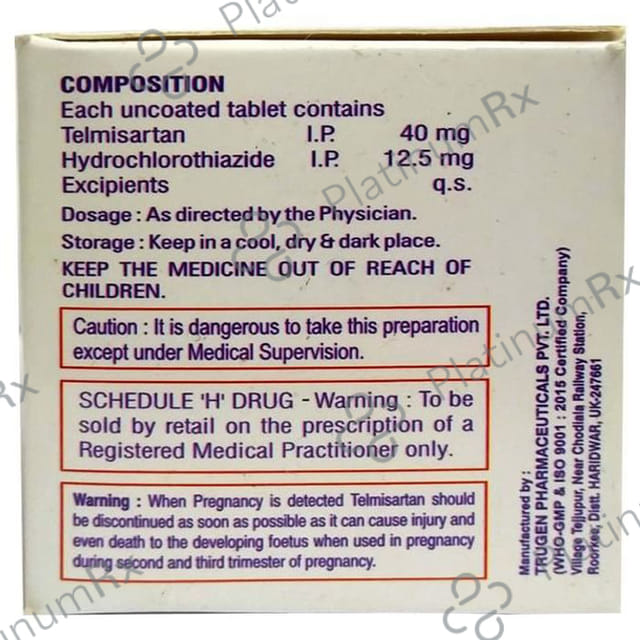 COMPOSITION
Each uncoated tablet contains
Telmisartan I.P. 40 mg
Hydrochlorothiazide I.P. 12.5 mg
Excipients q.s.
Dosage : As directed by the Physician.
Storage : Keep in a cool, dry & dark place.
KEEP THE MEDICINE OUT OF REACH OF
CHILDREN.
Caution : It is dangerous to take this preparation
except under Medical Supervision.
SCHEDULE 'H' DRUG - Warning : To be
sold by retail on the prescription of a
Registered Medical Practitioner only.
Warning : When Pregnancy is detected Telmisartan should
be discontinued as soon as possible as it can cause injury and
even death to the developing foetus when used in pregnancy
during second and third trimester of pregnancy.
Manufactured by :
TRUGEN PHARMACEUTICALS PVT. LTD.
(WHO-GMP & ISO 9001 : 2015 Certified Company)
Village Tejjupur, Near Chodiala Railway Station,
Roorkee, Distt. HARIDWAR, UK-247661
PlatinumRx
PlatinumRx
PlatinumRx
PlatinumRx
PlatinumRx